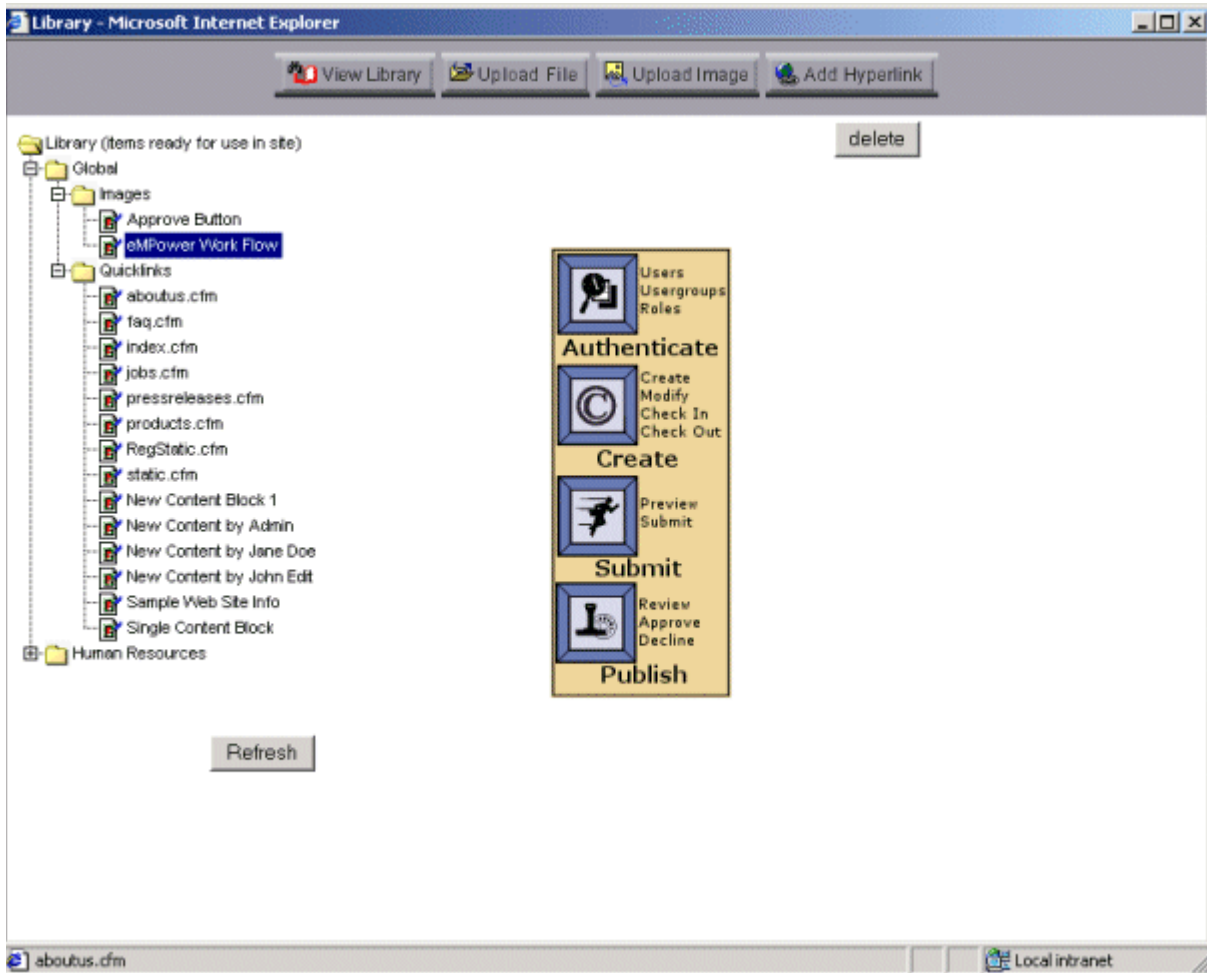 Library - Microsoft Internet Explorer
View Library
Upload File
Upload Image
Add Hyperlink
delete
Library (items ready for use in site)
Global
Images
Approve Button
eMPower Work Flow
Quicklinks
aboutus.cfm
faq.cfm
index.cfm
jobs.cfm
pressreleases.cfm
products.cfm
RegStatic.cfm
static.cfm
New Content Block 1
New Content by Admin
New Content by Jane Doe
New Content by John Edit
Sample Web Site Info
Single Content Block
Human Resources
Refresh
Users
Usergroups
Roles
Authenticate
©
Create
Modify
Check In
Check Out
Create
Preview
Submit
Submit
Review
Approve
Decline
Publish
aboutus.cfm
Local intranet